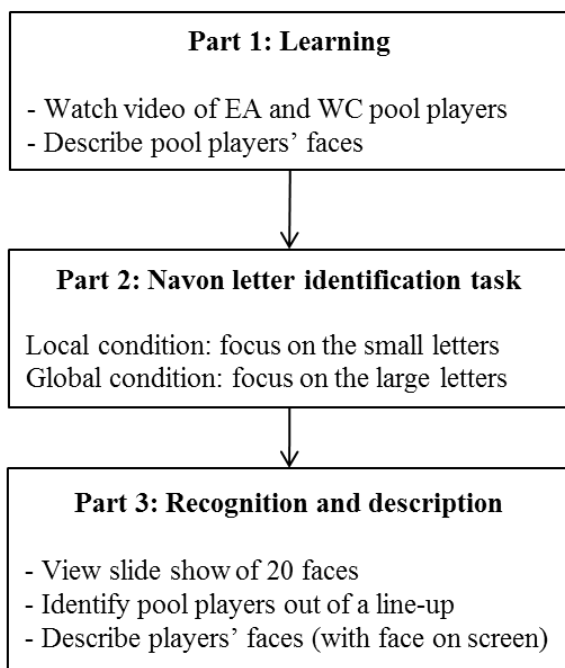 Part 1: Learning
- Watch video of EA and WC pool players
- Describe pool players’ faces
Part 2: Navon letter identification task
Local condition: focus on the small letters
Global condition: focus on the large letters
Part 3: Recognition and description
- View slide show of 20 faces
- Identify pool players out of a line-up
- Describe players’ faces (with face on screen)